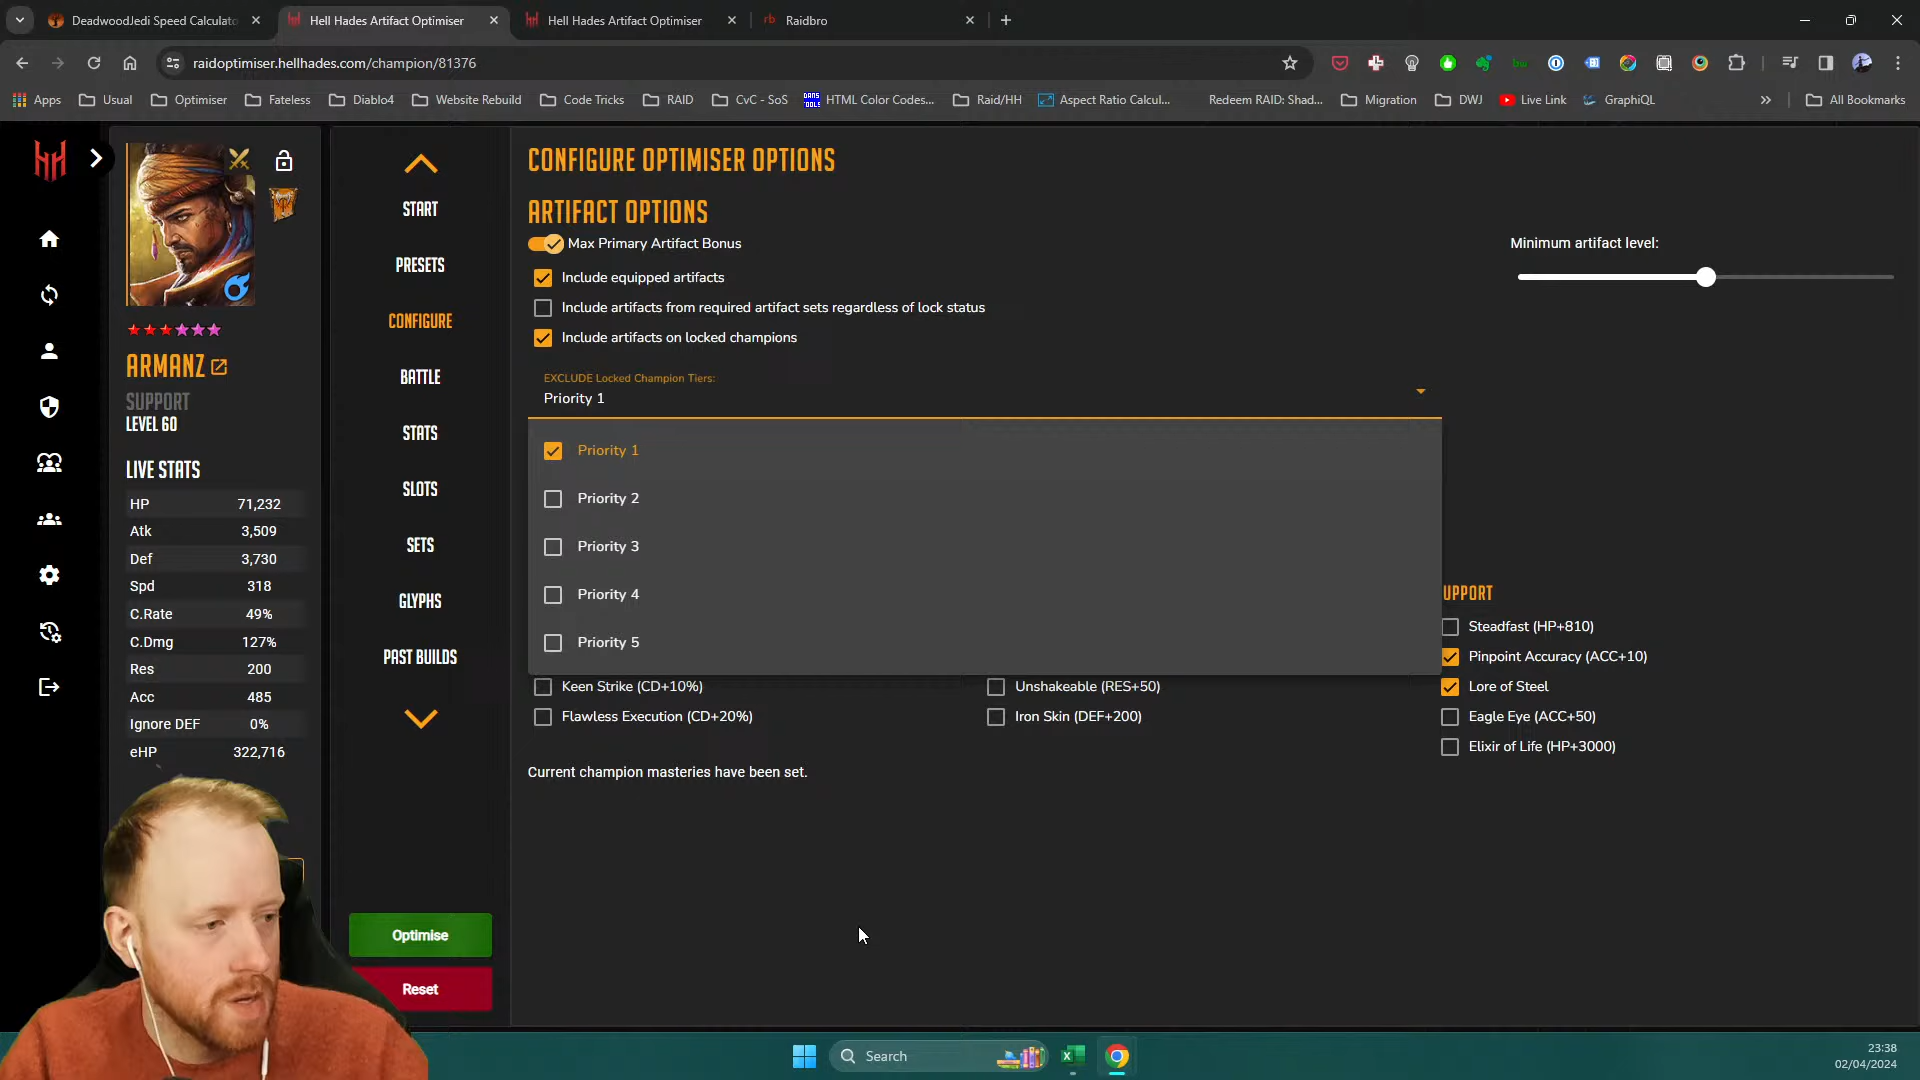 DeadwoodJedi Speed Calculato
Hell Hades Artifact Optimiser
Hell Hades Artifact Optimiser
rb Raidbro
raidoptimiser.hellhades.com/champion/81376
Apps
Usual
Optimiser
Fateless
Diablo4
Website Rebuild
Code Tricks
RAID
CvC - SoS
HTML Color Codes...
Raid/HH
Aspect Ratio Calcul...
Redeem RAID: Shad...
Migration
DWJ
Live Link
GraphiQL
»
All Bookmarks
ARMANZ
SUPPORT
LEVEL 60
LIVE STATS
HP 71,232
Atk 3,509
Def 3,730
Spd 318
C.Rate 49%
C.Dmg 127%
Res 200
Acc 485
Ignore DEF 0%
eHP 322,716
START
PRESETS
CONFIGURE
BATTLE
STATS
SLOTS
SETS
GLYPHS
PAST BUILDS
Optimise
Reset
CONFIGURE OPTIMISER OPTIONS
ARTIFACT OPTIONS
Max Primary Artifact Bonus
Include equipped artifacts
Include artifacts from required artifact sets regardless of lock status
Include artifacts on locked champions
Minimum artifact level:
EXCLUDE Locked Champion Tiers:
Priority 1
Priority 1
Priority 2
Priority 3
Priority 4
Priority 5
Keen Strike (CD+10%)
Flawless Execution (CD+20%)
Unshakeable (RES+50)
Iron Skin (DEF+200)
UPPORT
Steadfast (HP+810)
Pinpoint Accuracy (ACC+10)
Lore of Steel
Eagle Eye (ACC+50)
Elixir of Life (HP+3000)
Current champion masteries have been set.
Search
23:38
02/04/2024